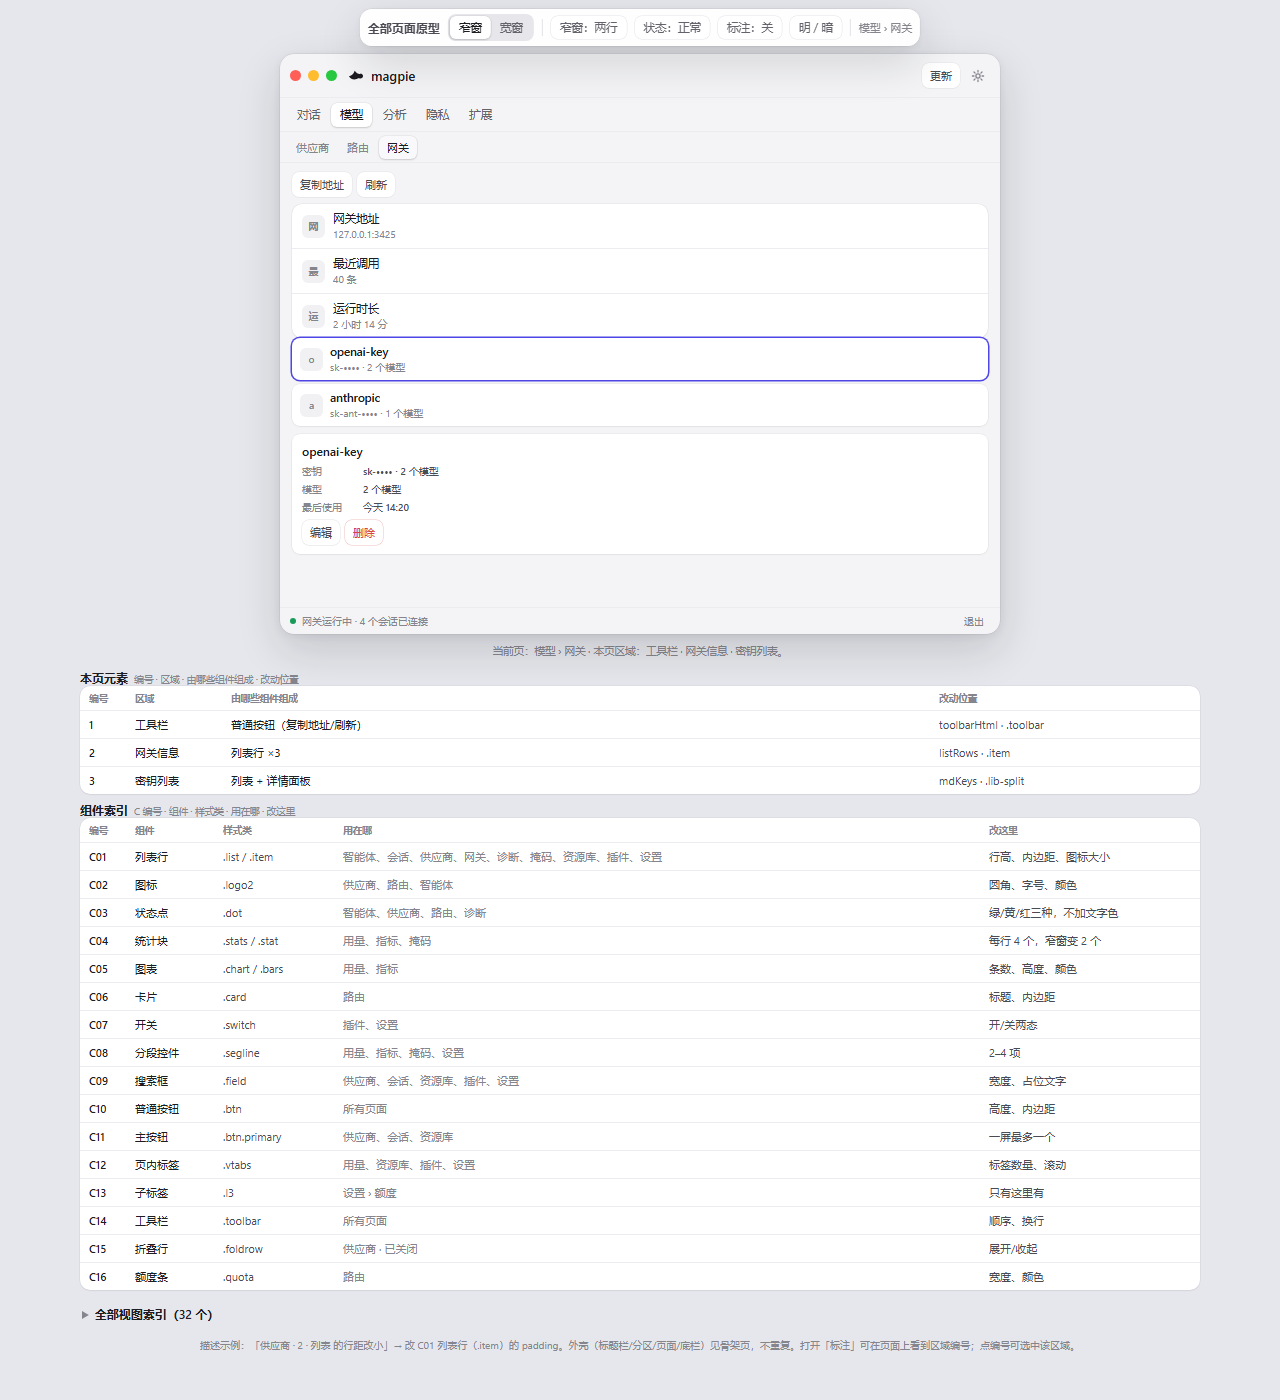 全部页面原型 窄窗 宽窗 窄窗：两行 状态：正常 标注：关 明 / 暗 模型 › 网关
magpie 更新
对话 模型 分析 隐私 扩展
供应商 路由 网关
复制地址 刷新
网 网关地址
127.0.0.1:3425
最 最近调用
40 条
运 运行时长
2 小时 14 分
o openai-key
sk-•••• · 2 个模型
a anthropic
sk-ant-•••• · 1 个模型
openai-key
密钥 sk-•••• · 2 个模型
模型 2 个模型
最后使用 今天 14:20
编辑 删除
网关运行中 · 4 个会话已连接 退出
当前页：模型 › 网关 · 本页区域：工具栏 · 网关信息 · 密钥列表。
本页元素 编号 · 区域 · 由哪些组件组成 · 改动位置
编号 区域 由哪些组件组成 改动位置
1 工具栏 普通按钮（复制地址/刷新） toolbarHtml · .toolbar
2 网关信息 列表行 ×3 listRows · .item
3 密钥列表 列表 + 详情面板 mdKeys · .lib-split
组件索引 C 编号 · 组件 · 样式类 · 用在哪 · 改这里
编号 组件 样式类 用在哪 改这里
C01 列表行 .list / .item 智能体、会话、供应商、网关、诊断、掩码、资源库、插件、设置 行高、内边距、图标大小
C02 图标 .logo2 供应商、路由、智能体 圆角、字号、颜色
C03 状态点 .dot 智能体、供应商、路由、诊断 绿/黄/红三种，不加文字色
C04 统计块 .stats / .stat 用量、指标、掩码 每行 4 个，窄窗变 2 个
C05 图表 .chart / .bars 用量、指标 条数、高度、颜色
C06 卡片 .card 路由 标题、内边距
C07 开关 .switch 插件、设置 开/关两态
C08 分段控件 .segline 用量、指标、掩码、设置 2–4 项
C09 搜索框 .field 供应商、会话、资源库、插件、设置 宽度、占位文字
C10 普通按钮 .btn 所有页面 高度、内边距
C11 主按钮 .btn.primary 供应商、会话、资源库 一屏最多一个
C12 页内标签 .vtabs 用量、资源库、插件、设置 标签数量、滚动
C13 子标签 .l3 设置 › 额度 只有这里有
C14 工具栏 .toolbar 所有页面 顺序、换行
C15 折叠行 .foldrow 供应商 · 已关闭 展开/收起
C16 额度条 .quota 路由 宽度、颜色
全部视图索引（32 个）
描述示例：「供应商 · 2 · 列表 的行距改小」→ 改 C01 列表行（.item）的 padding。外壳（标题栏/分区/页面/底栏）见骨架页，不重复。打开「标注」可在页面上看到区域编号；点编号可选中该区域。